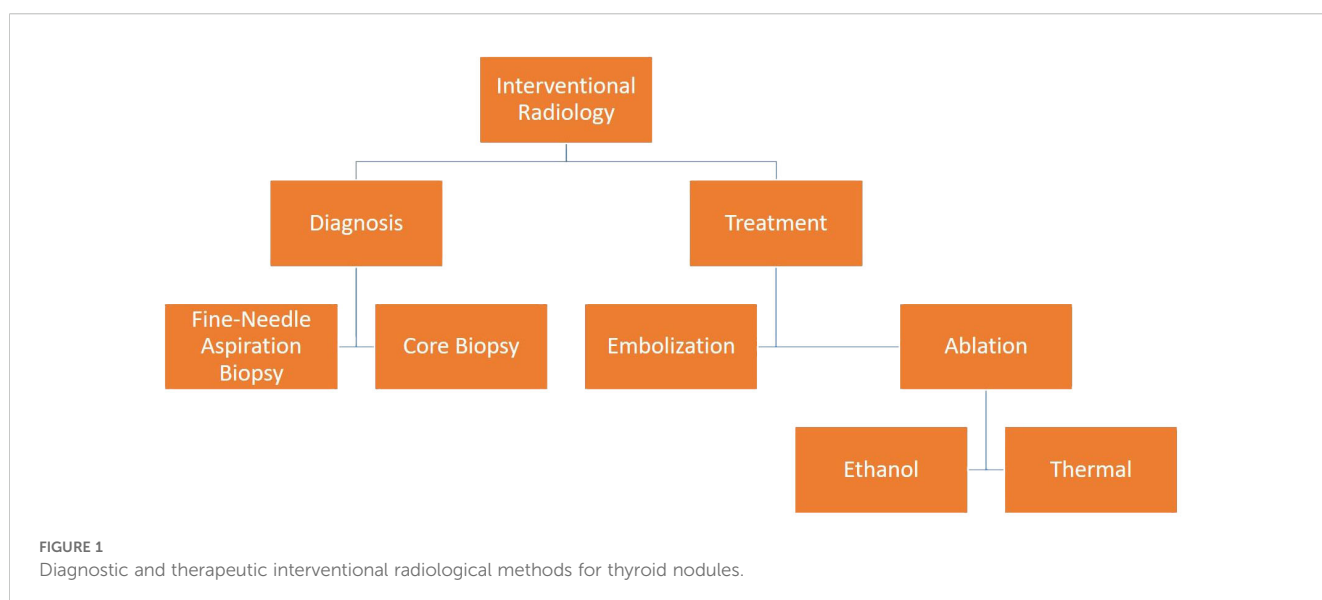 Interventional
Radiology
Diagnosis
Treatment
Fine-Needle
Aspiration
Biopsy
Core Biopsy
Embolization
Ablation
Ethanol
Thermal
FIGURE 1
Diagnostic and therapeutic interventional radiological methods for thyroid nodules.